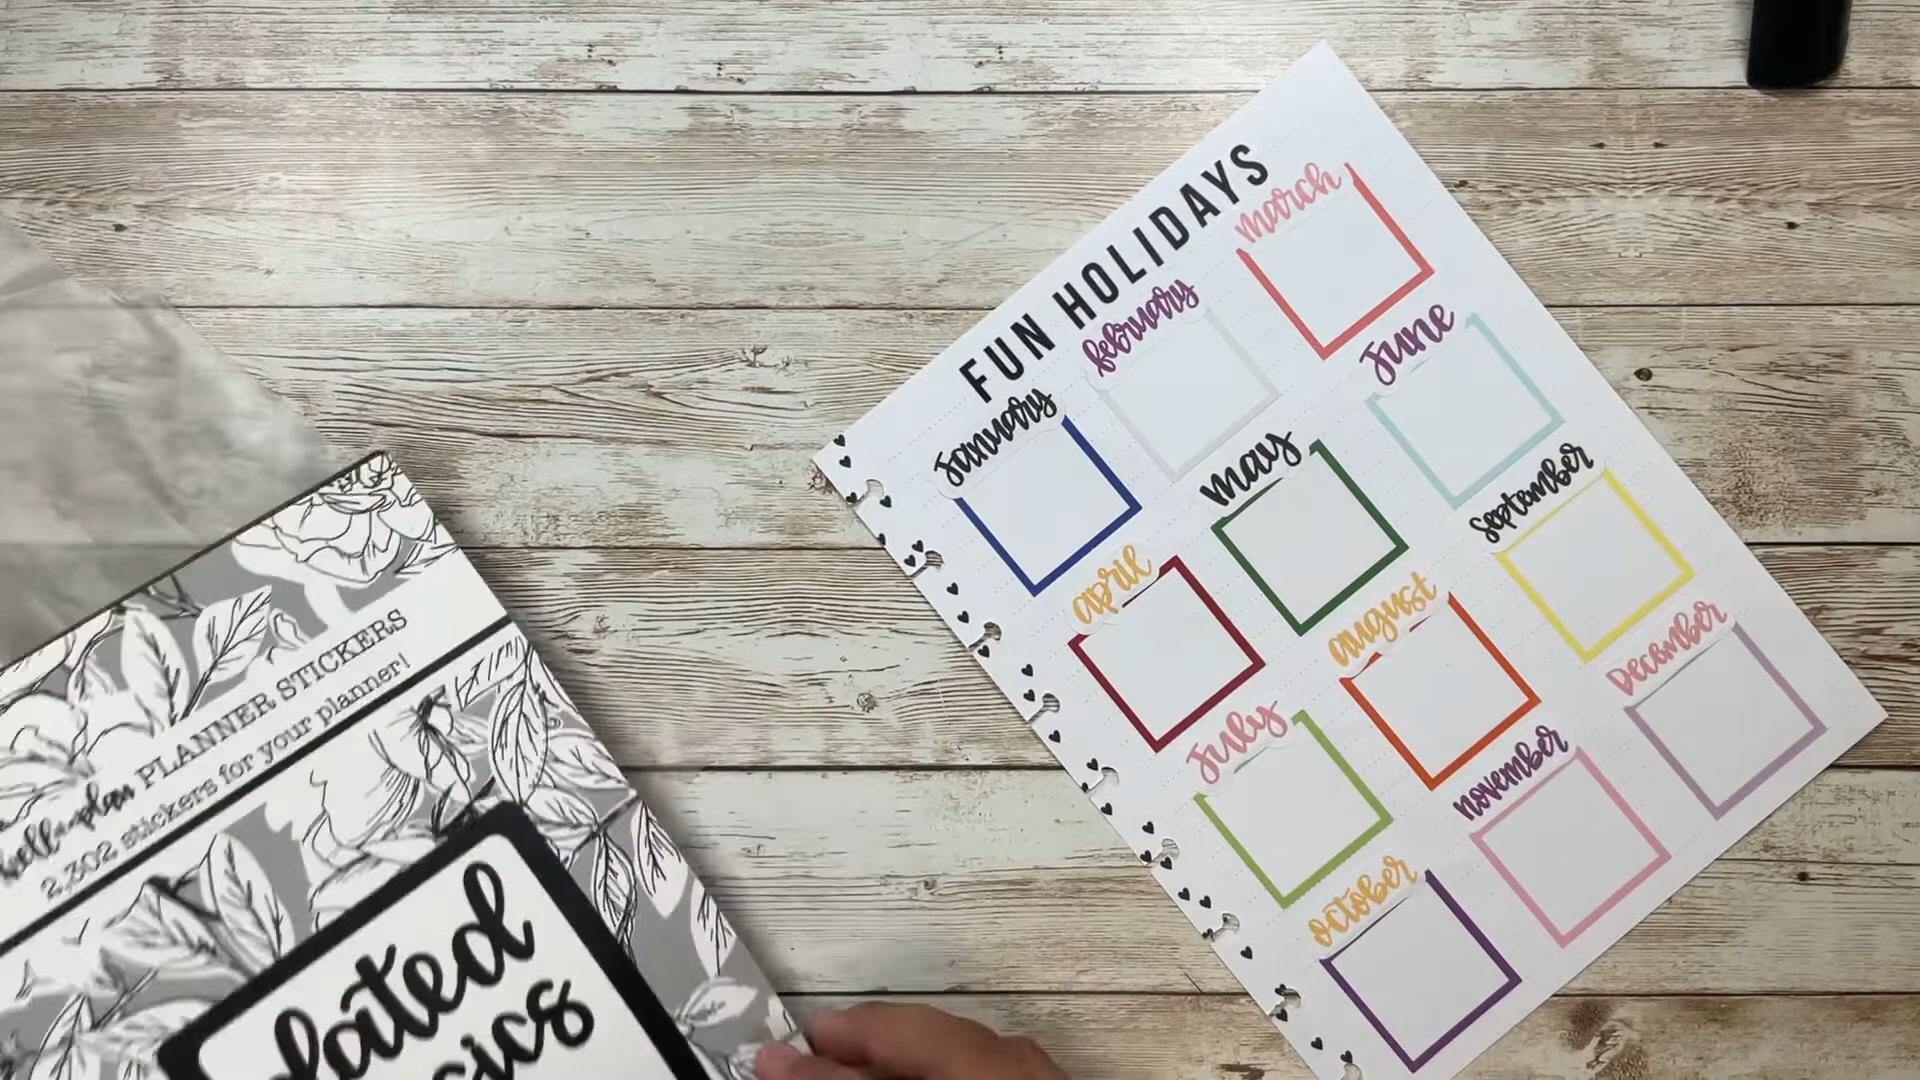 FUN HOLIDAYS
January
february
march
april
may
June
July
august
september
october
november
December
PLANNER STICKERS
2,302 stickers for your planner!